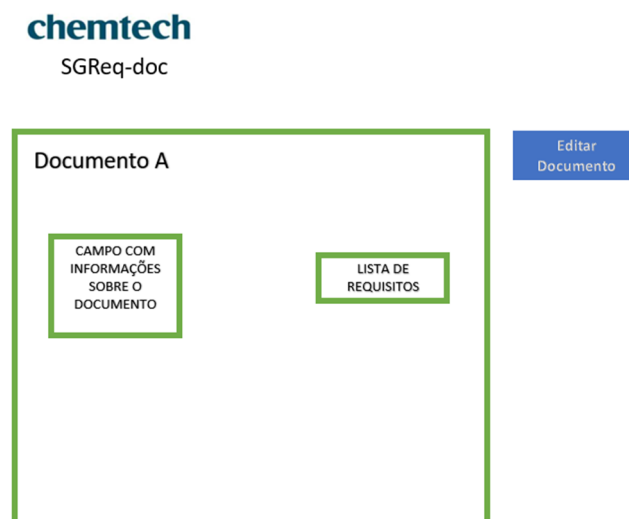 chemtech
SGReq-doc
Documento A
Editar
Documento
CAMPO COM
INFORMAÇÕES
SOBRE O
DOCUMENTO
LISTA DE
REQUISITOS